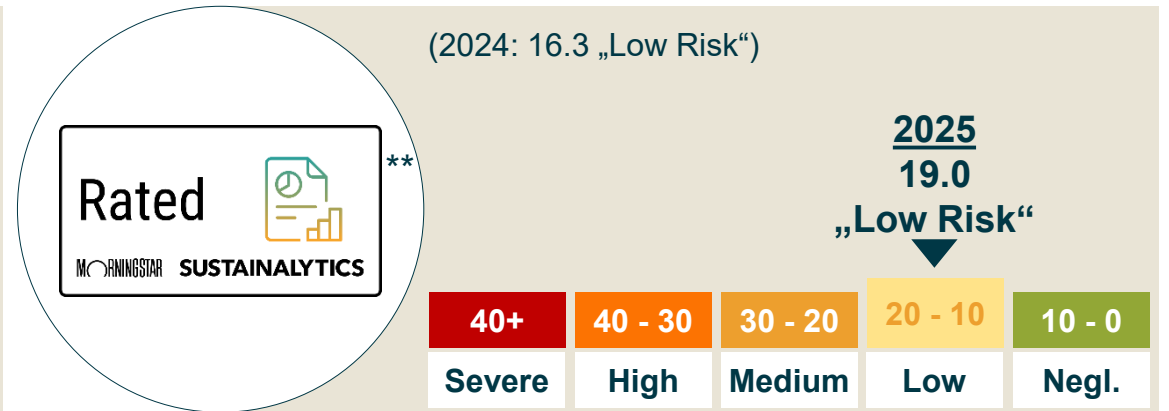 (2024: 16.3 „Low Risk“)
2025
19.0
„Low Risk“
Rated
**
MORNINGSTAR SUSTAINALYTICS
40+ 40 - 30 30 - 20 20 - 10 10 - 0
Severe High Medium Low Negl.